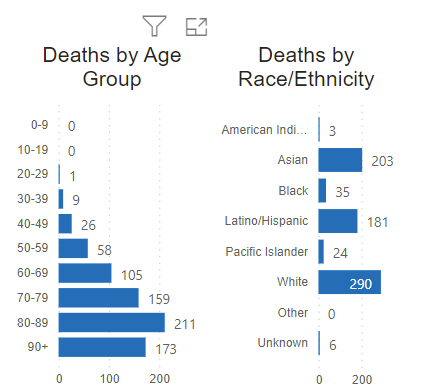 Deaths by Age
Group
0-9 0
10-19 0
20-29 1
30-39 9
40-49 26
50-59 58
60-69 105
70-79 159
80-89 211
90+ 173
0 100 200
Deaths by
Race/Ethnicity
American Indi... 3
Asian 203
Black 35
Latino/Hispanic 181
Pacific Islander 24
White 290
Other 0
Unknown 6
0 200